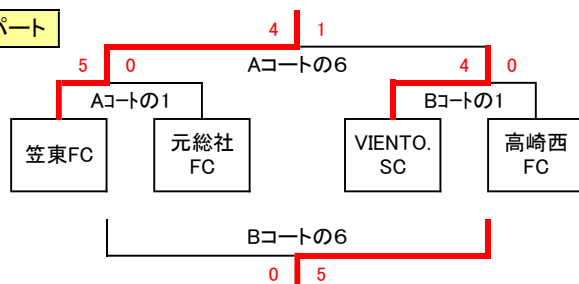 パート
4 1
5 0
Aコートの6
4 0
Aコートの1
Bコートの1
笠東FC
元総社
FC
VIENTO.
SC
高崎西
FC
Bコートの6
0 5